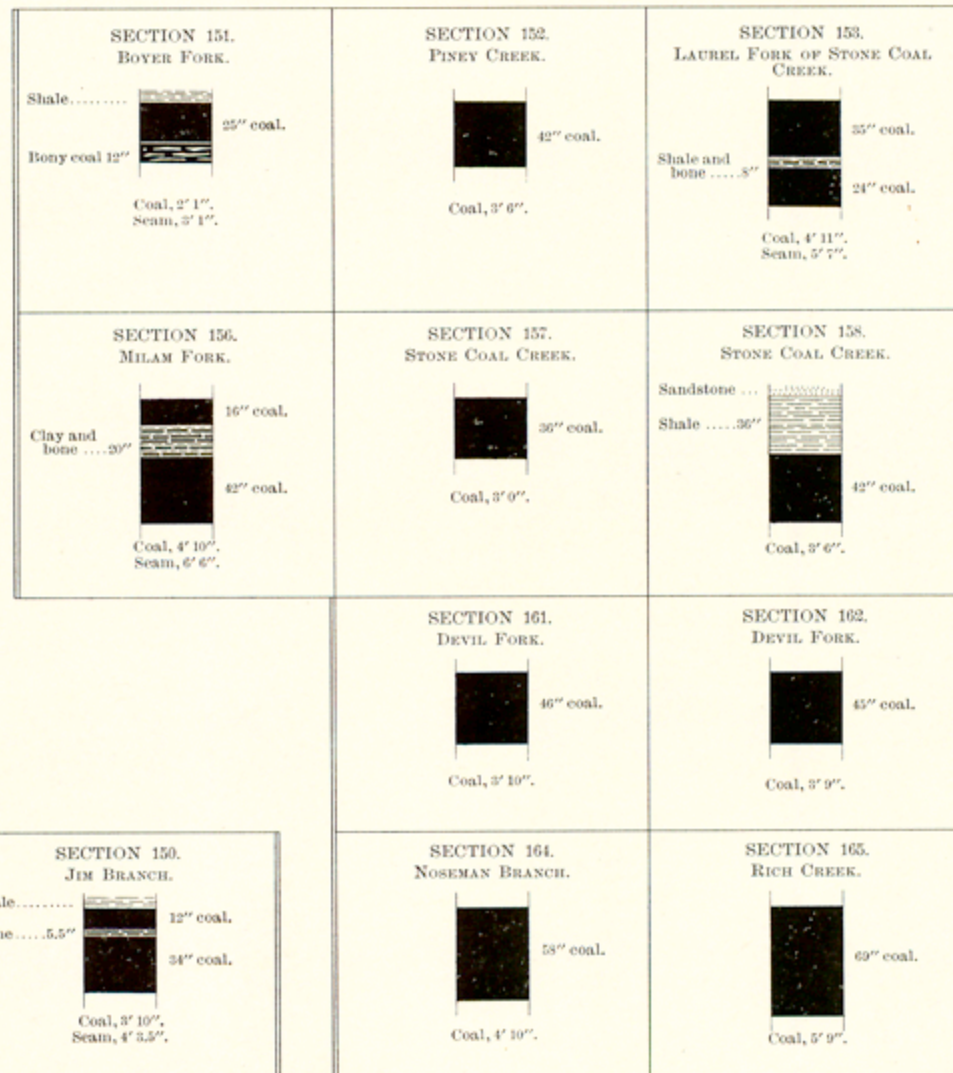 SECTION 151.
BOYER FORK.
Shale.........
25″ coal.
Bony coal 12″
Coal, 2′ 1″.
Seam, 3′ 1″.
SECTION 152.
PINEY CREEK.
42″ coal.
Coal, 3′ 6″.
SECTION 153.
LAUREL FORK OF STONE COAL
CREEK.
35″ coal.
Shale and
bone .....8″
24″ coal.
Coal, 4′ 11″.
Seam, 5′ 7″.
SECTION 156.
MILAM FORK.
16″ coal.
Clay and
bone ....20″
42″ coal.
Coal, 4′ 10″.
Seam, 6′ 6″.
SECTION 157.
STONE COAL CREEK.
36″ coal.
Coal, 3′ 0″.
SECTION 158.
STONE COAL CREEK.
Sandstone ...
Shale .....36″
42″ coal.
Coal, 3′ 6″.
SECTION 161.
DEVIL FORK.
46″ coal.
Coal, 3′ 10″.
SECTION 162.
DEVIL FORK.
45″ coal.
Coal, 3′ 9″.
SECTION 150.
JIM BRANCH.
ale.........
12″ coal.
ne.....5.5″
34″ coal.
Coal, 3′ 10″.
Seam, 4′ 3.5″.
SECTION 164.
NOSEMAN BRANCH.
58″ coal.
Coal, 4′ 10″.
SECTION 165.
RICH CREEK.
69″ coal.
Coal, 5′ 9″.